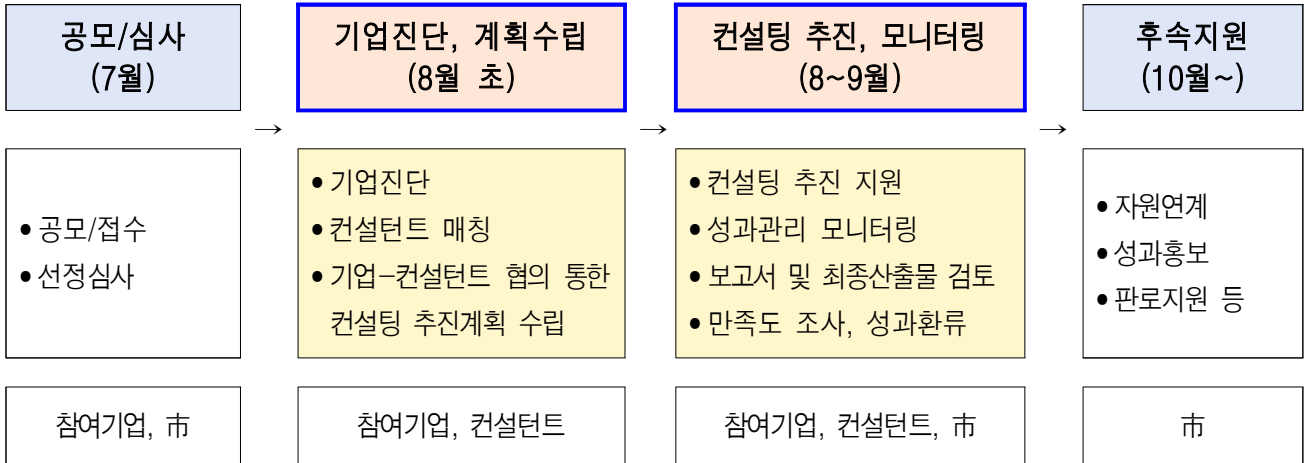 공모/심사
(7월)
기업진단, 계획수립
(8월 초)
컨설팅 추진, 모니터링
(8~9월)
후속지원
(10월~)
→
→
→
• 공모/접수
• 선정심사
• 기업진단
• 컨설턴트 매칭
• 기업-컨설턴트 협의 통한
컨설팅 추진계획 수립
• 컨설팅 추진 지원
• 성과관리 모니터링
• 보고서 및 최종산출물 검토
• 만족도 조사, 성과환류
• 자원연계
• 성과홍보
• 판로지원 등
참여기업, 市
참여기업, 컨설턴트
참여기업, 컨설턴트, 市
市